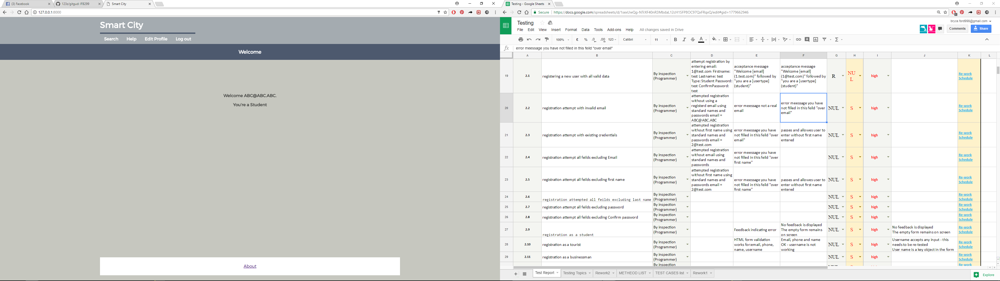 (3) Facebook
123z/gitgud: IFB299
Smart City
127.0.0.1:8000
Smart City
Search Help Edit Profile Log out
Welcome
Welcome ABC@ABC.ABC.
You're a Student
About
Testing - Google Sheets
Secure
Testing
bryce.ford998@gmail.com
File Edit View Insert Format Data Tools Add-ons Help All changes saved in Drive
Comments Share
100% £ % .0 .00 123 Calibri 11 B I S A
fx error meessage you have not filled in this feild "over email"
A B C D E F G H I J K L
19 2.1 registering a new user with all valid data
By inspection
(Programmer)
attempt registration by
entering email:
1@test.com Firstname:
test Lastname: test
Type: Student Password:
test ConfirmPassword:
test
acceptance message
"Welcome [email]
(1.test.com)" followed by
"you are a [usertype]
(student)"
acceptance message
"Welcome [email]
(1@test.com)" followed by
"you are a [usertype]
(student)"
R
NU
L
high
Re-work
Schedule
20 2.2 registration attempt with invalid email
By inspection
(Programmer)
attempted registration
without using a
registerd email using
standard names and
passwords email =
ABC@ABC.ABC
error meessage not a real
email
error meessage you have
not filled in this feild "over
email"
NUL
S
high
Re-work
Schedule
21 2.3 registration attempt with existing credentials
By inspection
(Programmer)
attempted registration
without first name using
standard names and
passwords email =
2@test.com
error meessage you have
not filled in this feild "over
email"
passes and allowes user to
enter without first name
entered
NUL
S
high
Re-work
Schedule
22 2.4 registration attempt all feilds excluding Email
By inspection
(Programmer)
attempted registration
without email using
standard names and
passwords
error meessage you have
not filled in this feild "over
first name"
NUL
S
high
Re-work
Schedule
23 2.5 registration attempt all feilds excluding first name
By inspection
(Programmer)
attempted registration
without first name using
standard names and
passwords email =
2@test.com
error meessage you have
not filled in this feild "over
first name"
passes and allowes user to
enter without first name
entered
NUL
S
high
Re-work
Schedule
24 2.6 registration attempted all feilds excluding last name
By inspection
(Programmer)
NUL
S
high
Re-work
Schedule
25 2.7 registration attempt all feilds excluding password
By inspection
(Programmer)
NUL
S
high
Re-work
Schedule
26 2.8 registration attempt all feilds excluding Confirm password
By inspection
(Programmer)
NUL
S
high
Re-work
Schedule
27 2.9 registration as a student
By inspection
(Programmer)
Feedback indicating error
No feedback is displayed
The empty form remains
on screen
NUL
S
high
No feedback is displayed
The empty form remains on screen
Re-work
Schedule
28 2.10 registration as a tourist
By inspection
(Programmer)
HTML form validation
works for:email, phone,
name, username
Email, phone and name
OK - username is not
working
NUL
S
high
Username accepts any input - this
needs to be re-tested
User name is a key object in the form
Re-work
Schedule
29 2.11 registration as a businessman
By inspection
(Programmer)
NUL
S
high
Re-work
Schedule
By inspection
Re-work
Test Report Testing Topics Rework2 METHEOD LIST TEST CASES list Rework1
Explore